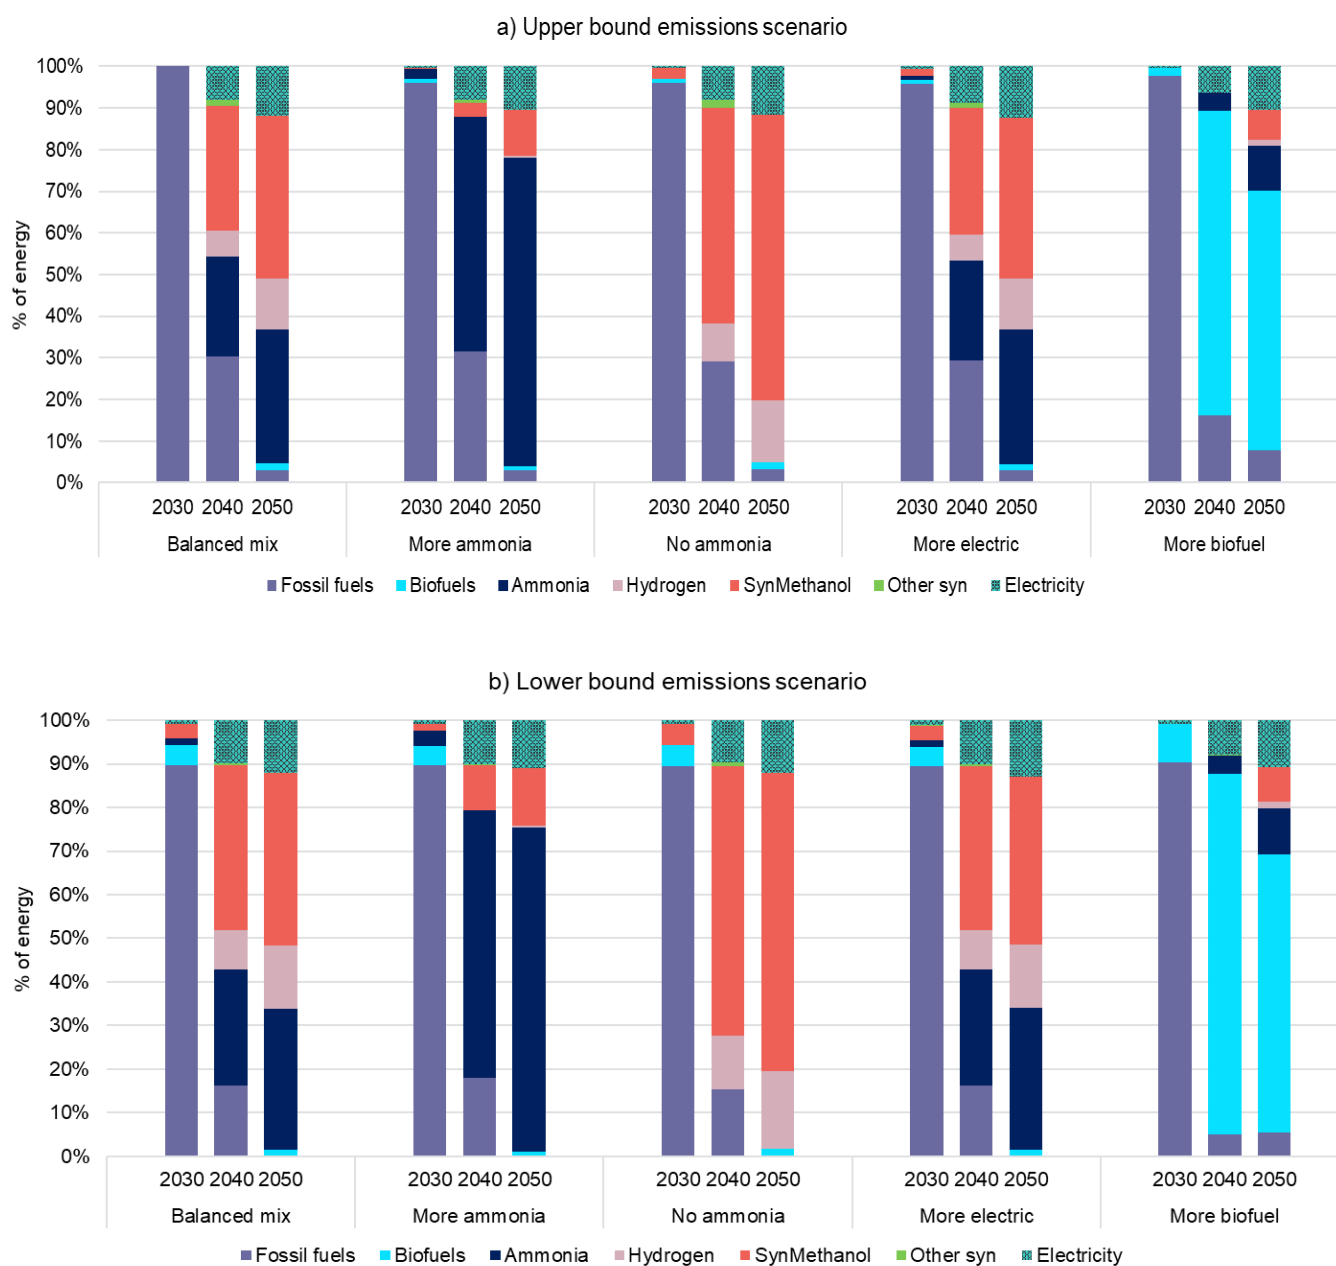 a) Upper bound emissions scenario
% of energy
100%
90%
80%
70%
60%
50%
40%
30%
20%
10%
0%
2030 2040 2050 2030 2040 2050 2030 2040 2050 2030 2040 2050 2030 2040 2050
Balanced mix More ammonia No ammonia More electric More biofuel
Fossil fuels Biofuels Ammonia Hydrogen SynMethanol Other syn Electricity
b) Lower bound emissions scenario
% of energy
100%
90%
80%
70%
60%
50%
40%
30%
20%
10%
0%
2030 2040 2050 2030 2040 2050 2030 2040 2050 2030 2040 2050 2030 2040 2050
Balanced mix More ammonia No ammonia More electric More biofuel
Fossil fuels Biofuels Ammonia Hydrogen SynMethanol Other syn Electricity